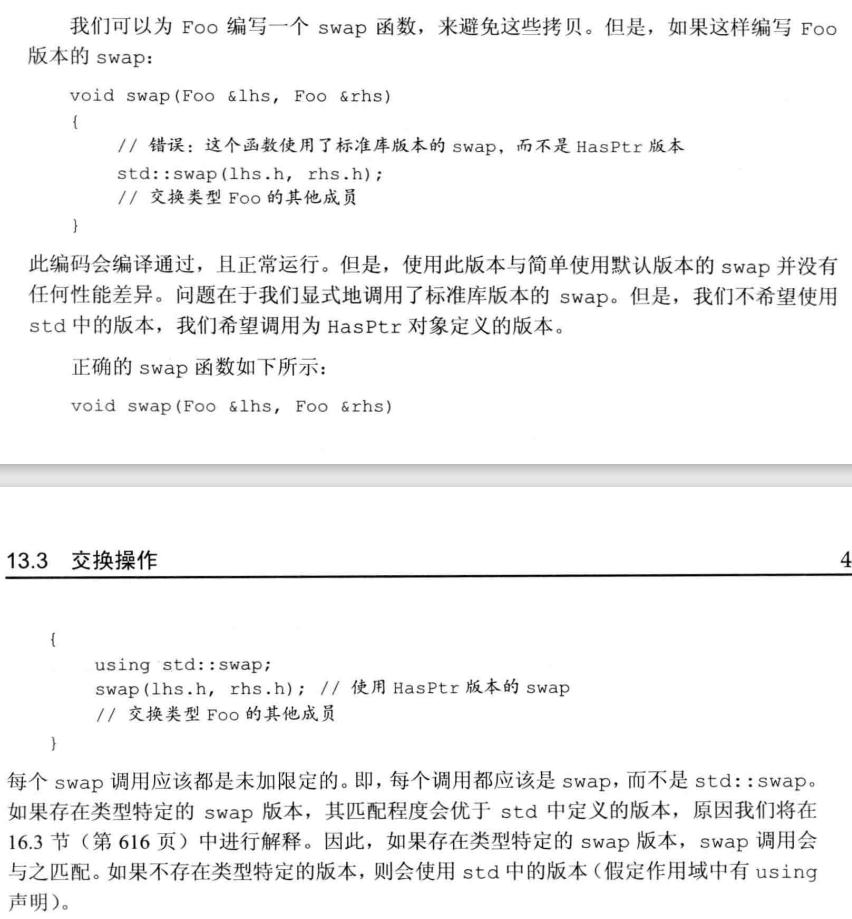 我们可以为 Foo 编写一个 swap 函数，来避免这些拷贝。但是，如果这样编写 Foo
版本的 swap：
void swap(Foo &lhs, Foo &rhs)
{
// 错误：这个函数使用了标准库版本的 swap，而不是 HasPtr 版本
std::swap(lhs.h, rhs.h);
// 交换类型 Foo 的其他成员
}
此编码会编译通过，且正常运行。但是，使用此版本与简单使用默认版本的 swap 并没有
任何性能差异。问题在于我们显式地调用了标准库版本的 swap。但是，我们不希望使用
std 中的版本，我们希望调用为 HasPtr 对象定义的版本。
正确的 swap 函数如下所示：
void swap(Foo &lhs, Foo &rhs)
13.3 交换操作 4
{
using std::swap;
swap(lhs.h, rhs.h); // 使用 HasPtr 版本的 swap
// 交换类型 Foo 的其他成员
}
每个 swap 调用应该都是未加限定的。即，每个调用都应该是 swap，而不是 std::swap。
如果存在类型特定的 swap 版本，其匹配程度会优于 std 中定义的版本，原因我们将在
16.3 节（第 616 页）中进行解释。因此，如果存在类型特定的 swap 版本，swap 调用会
与之匹配。如果不存在类型特定的版本，则会使用 std 中的版本（假定作用域中有 using
声明）。